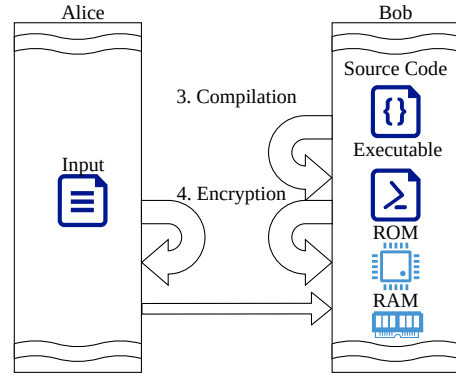 Alice
Bob
Source Code
{}
3. Compilation
Executable
Input
4. Encryption
ROM
RAM